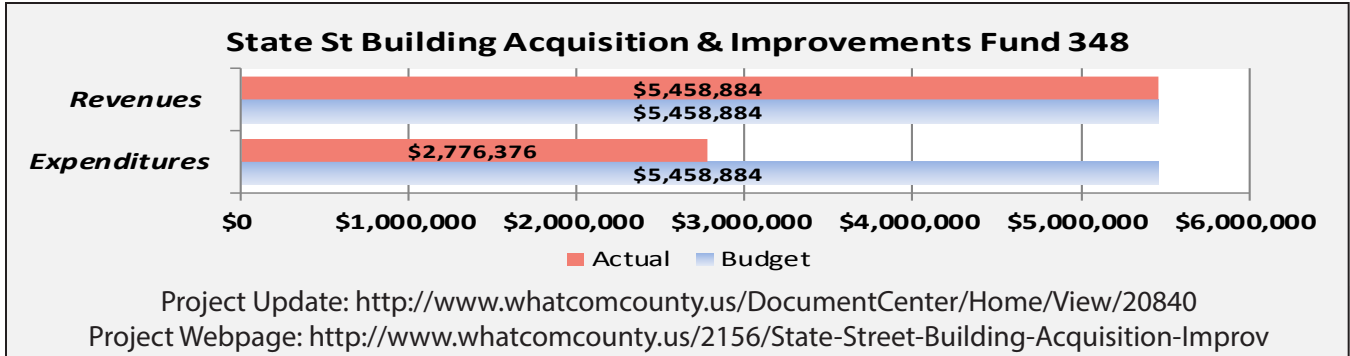 State St Building Acquisition & Improvements Fund 348
Revenues
$5,458,884
$5,458,884
Expenditures
$2,776,376
$5,458,884
$0 $1,000,000 $2,000,000 $3,000,000 $4,000,000 $5,000,000 $6,000,000
Actual Budget
Project Update: http://www.whatcomcounty.us/DocumentCenter/Home/View/20840
Project Webpage: http://www.whatcomcounty.us/2156/State-Street-Building-Acquisition-Improv